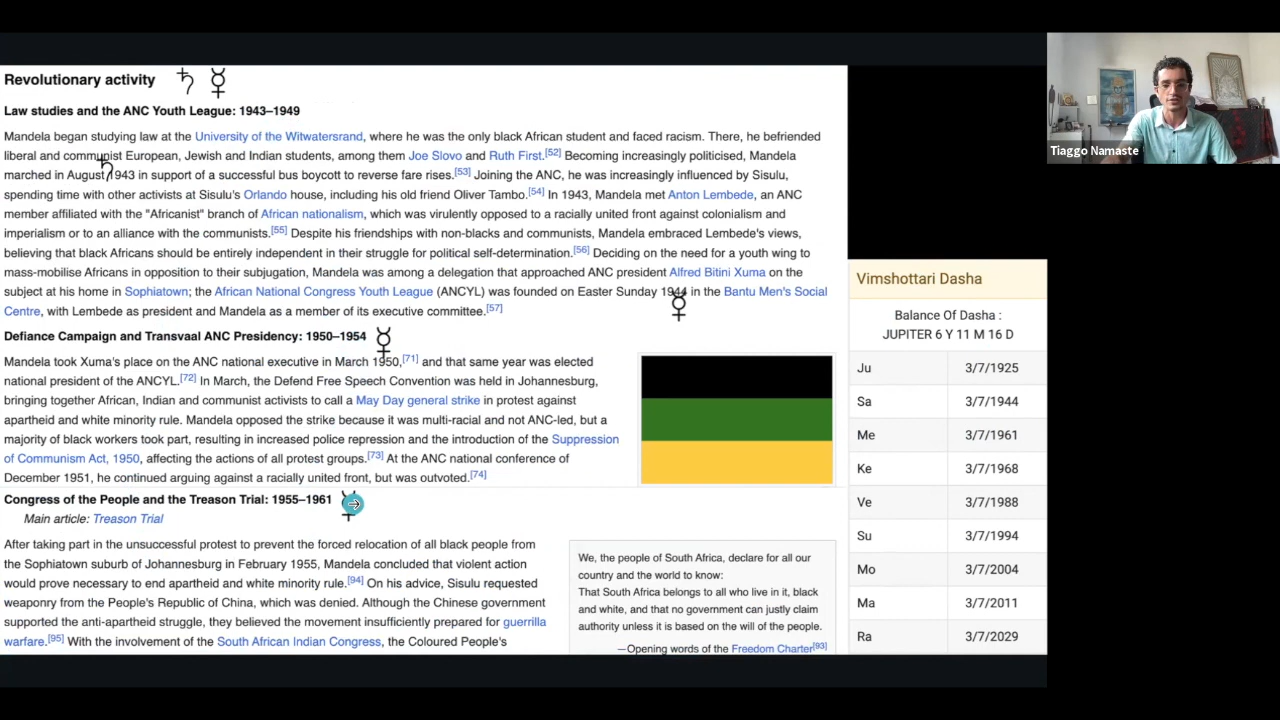 Revolutionary activity
Law studies and the ANC Youth League: 1943–1949
Mandela began studying law at the University of the Witwatersrand, where he was the only black African student and faced racism. There, he befriended
liberal and communist European, Jewish and Indian students, among them Joe Slovo and Ruth First.[52] Becoming increasingly politicised, Mandela
marched in August 1943 in support of a successful bus boycott to reverse fare rises.[53] Joining the ANC, he was increasingly influenced by Sisulu,
spending time with other activists at Sisulu's Orlando house, including his old friend Oliver Tambo.[54] In 1943, Mandela met Anton Lembede, an ANC
member affiliated with the "Africanist" branch of African nationalism, which was virulently opposed to a racially united front against colonialism and
imperialism or to an alliance with the communists.[55] Despite his friendships with non-blacks and communists, Mandela embraced Lembede's views,
believing that black Africans should be entirely independent in their struggle for political self-determination.[56] Deciding on the need for a youth wing to
mass-mobilise Africans in opposition to their subjugation, Mandela was among a delegation that approached ANC president Alfred Bitini Xuma on the
subject at his home in Sophiatown; the African National Congress Youth League (ANCYL) was founded on Easter Sunday 1944 in the Bantu Men's Social
Centre, with Lembede as president and Mandela as a member of its executive committee.[57]
Defiance Campaign and Transvaal ANC Presidency: 1950–1954
Mandela took Xuma's place on the ANC national executive in March 1950,[71] and that same year was elected
national president of the ANCYL.[72] In March, the Defend Free Speech Convention was held in Johannesburg,
bringing together African, Indian and communist activists to call a May Day general strike in protest against
apartheid and white minority rule. Mandela opposed the strike because it was multi-racial and not ANC-led, but a
majority of black workers took part, resulting in increased police repression and the introduction of the Suppression
of Communism Act, 1950, affecting the actions of all protest groups.[73] At the ANC national conference of
December 1951, he continued arguing against a racially united front, but was outvoted.[74]
Congress of the People and the Treason Trial: 1955–1961
Main article: Treason Trial
After taking part in the unsuccessful protest to prevent the forced relocation of all black people from
the Sophiatown suburb of Johannesburg in February 1955, Mandela concluded that violent action
would prove necessary to end apartheid and white minority rule.[94] On his advice, Sisulu requested
weaponry from the People's Republic of China, which was denied. Although the Chinese government
supported the anti-apartheid struggle, they believed the movement insufficiently prepared for guerrilla
warfare.[95] With the involvement of the South African Indian Congress, the Coloured People's
We, the people of South Africa, declare for all our
country and the world to know:
That South Africa belongs to all who live in it, black
and white, and that no government can justly claim
authority unless it is based on the will of the people.
—Opening words of the Freedom Charter[93]
Tiaggo Namaste
Vimshottari Dasha
Balance Of Dasha :
JUPITER 6 Y 11 M 16 D
Ju 3/7/1925
Sa 3/7/1944
Me 3/7/1961
Ke 3/7/1968
Ve 3/7/1988
Su 3/7/1994
Mo 3/7/2004
Ma 3/7/2011
Ra 3/7/2029